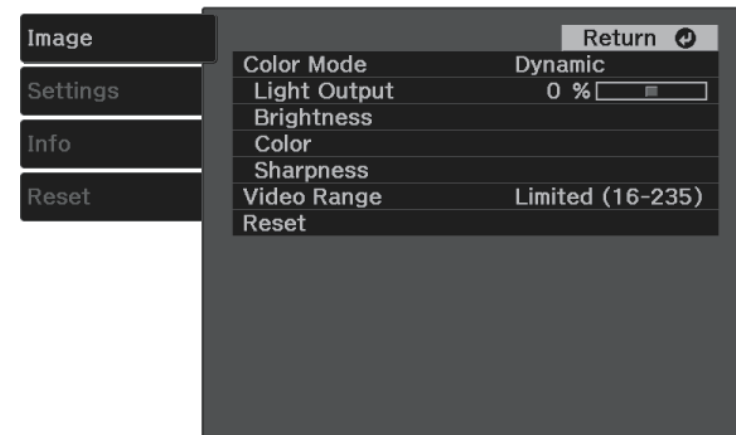 Image
Settings
Info
Reset
Return
Color Mode Dynamic
Light Output 0 %
Brightness
Color
Sharpness
Video Range Limited (16-235)
Reset